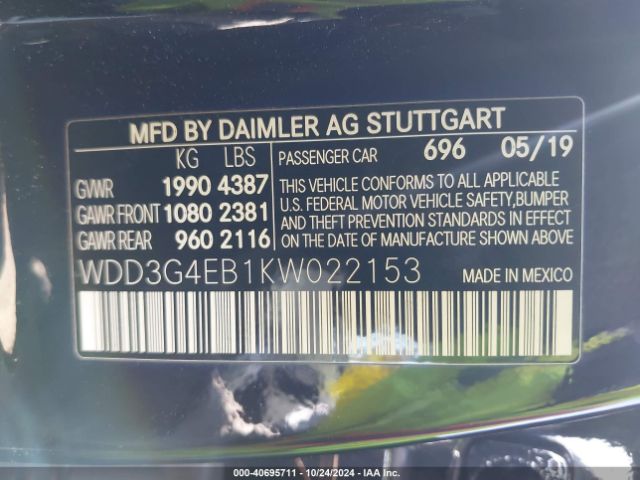 MFD BY DAIMLER AG STUTTGART
KG LBS
GVWR 1990 4387
GAWR FRONT 1080 2381
GAWR REAR 960 2116
PASSENGER CAR 696 05/19
THIS VEHICLE CONFORMS TO ALL APPLICABLE
U.S. FEDERAL MOTOR VEHICLE SAFETY,BUMPER
AND THEFT PREVENTION STANDARDS IN EFFECT
ON THE DATE OF MANUFACTURE SHOWN ABOVE.
WDD3G4EB1KW022153 MADE IN MEXICO
000-40695711 - 10/24/2024 - IAA Inc.